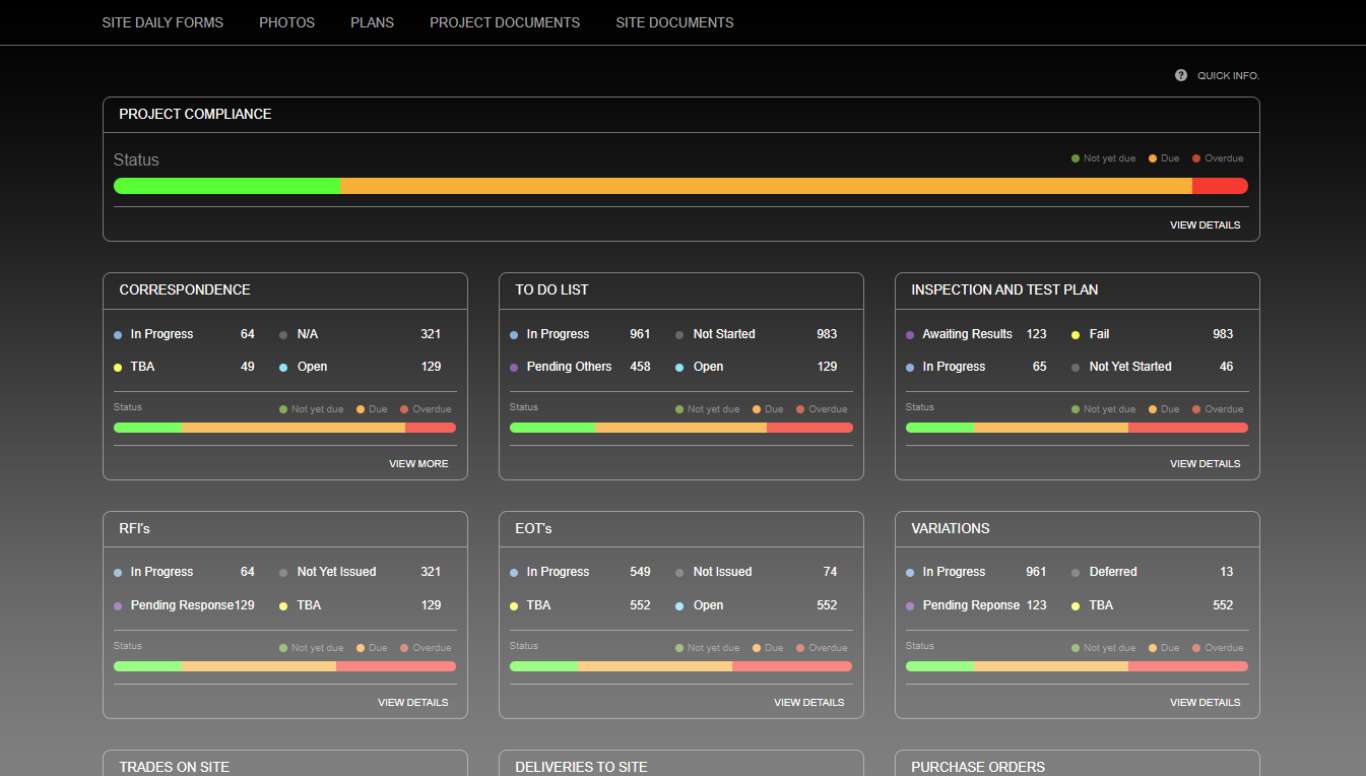 SITE DAILY FORMS PHOTOS PLANS PROJECT DOCUMENTS SITE DOCUMENTS
? QUICK INFO.
PROJECT COMPLIANCE
Status Not yet due Due Overdue
VIEW DETAILS
CORRESPONDENCE
In Progress 64 N/A 321
TBA 49 Open 129
Status Not yet due Due Overdue
VIEW MORE
TO DO LIST
In Progress 961 Not Started 983
Pending Others 458 Open 129
Status Not yet due Due Overdue
INSPECTION AND TEST PLAN
Awaiting Results 123 Fail 983
In Progress 65 Not Yet Started 46
Status Not yet due Due Overdue
VIEW DETAILS
RFI's
In Progress 64 Not Yet Issued 321
Pending Response129 TBA 129
Status Not yet due Due Overdue
VIEW DETAILS
EOT's
In Progress 549 Not Issued 74
TBA 552 Open 552
Status Not yet due Due Overdue
VIEW DETAILS
VARIATIONS
In Progress 961 Deferred 13
Pending Reponse 123 TBA 552
Status Not yet due Due Overdue
VIEW DETAILS
TRADES ON SITE
DELIVERIES TO SITE
PURCHASE ORDERS